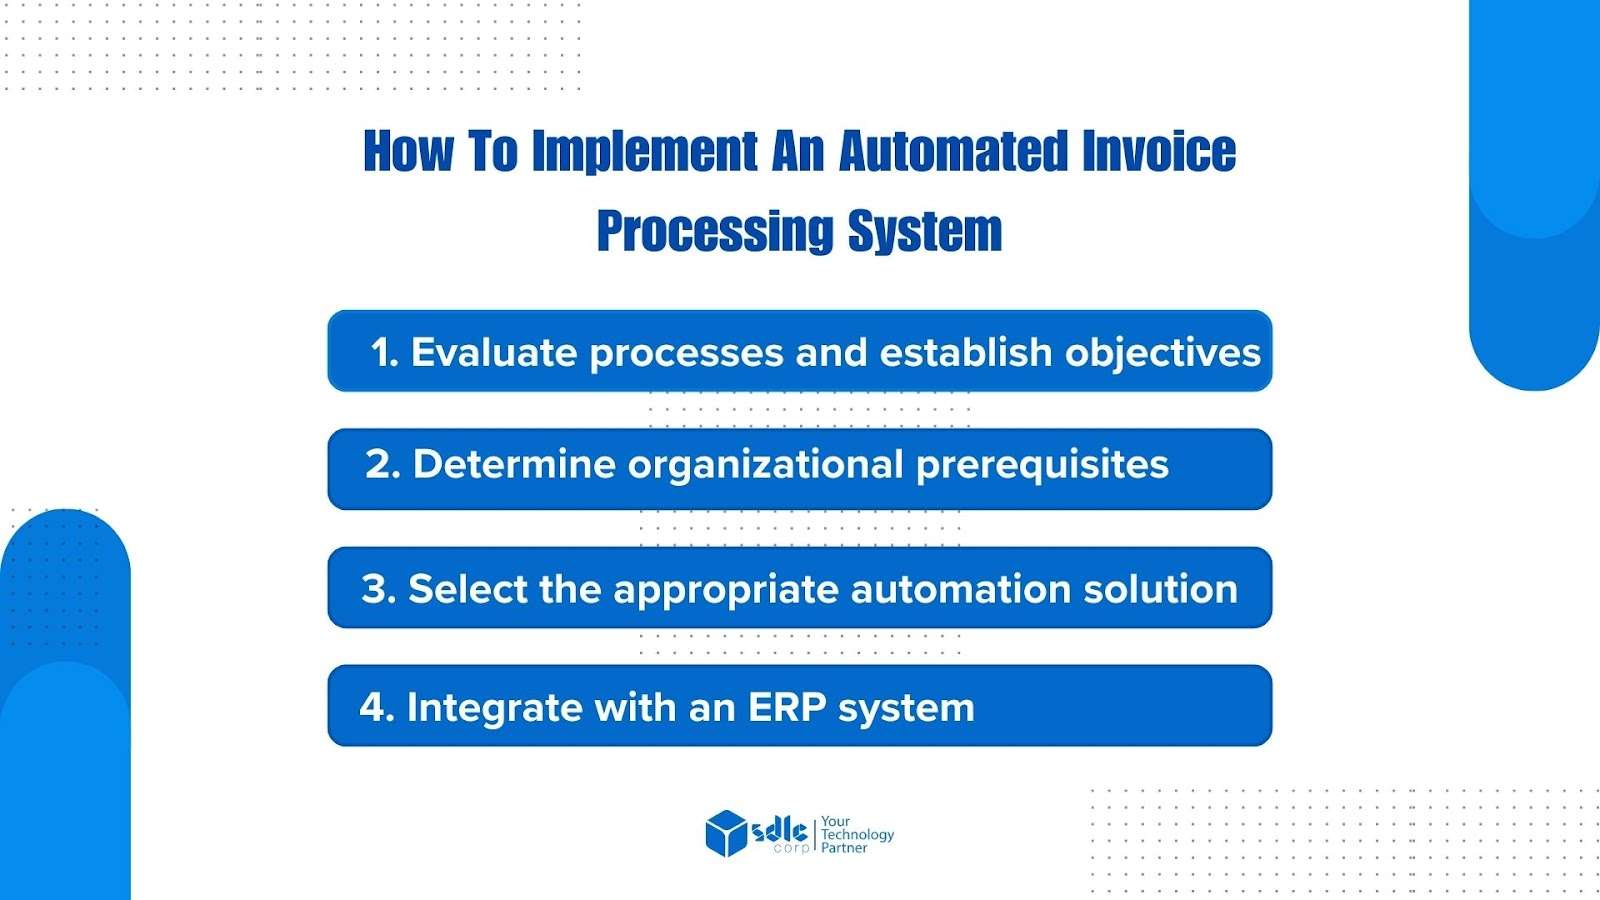 How To Implement An Automated Invoice
Processing System
1. Evaluate processes and establish objectives
2. Determine organizational prerequisites
3. Select the appropriate automation solution
4. Integrate with an ERP system
sdlc
corp
Your
Technology
Partner